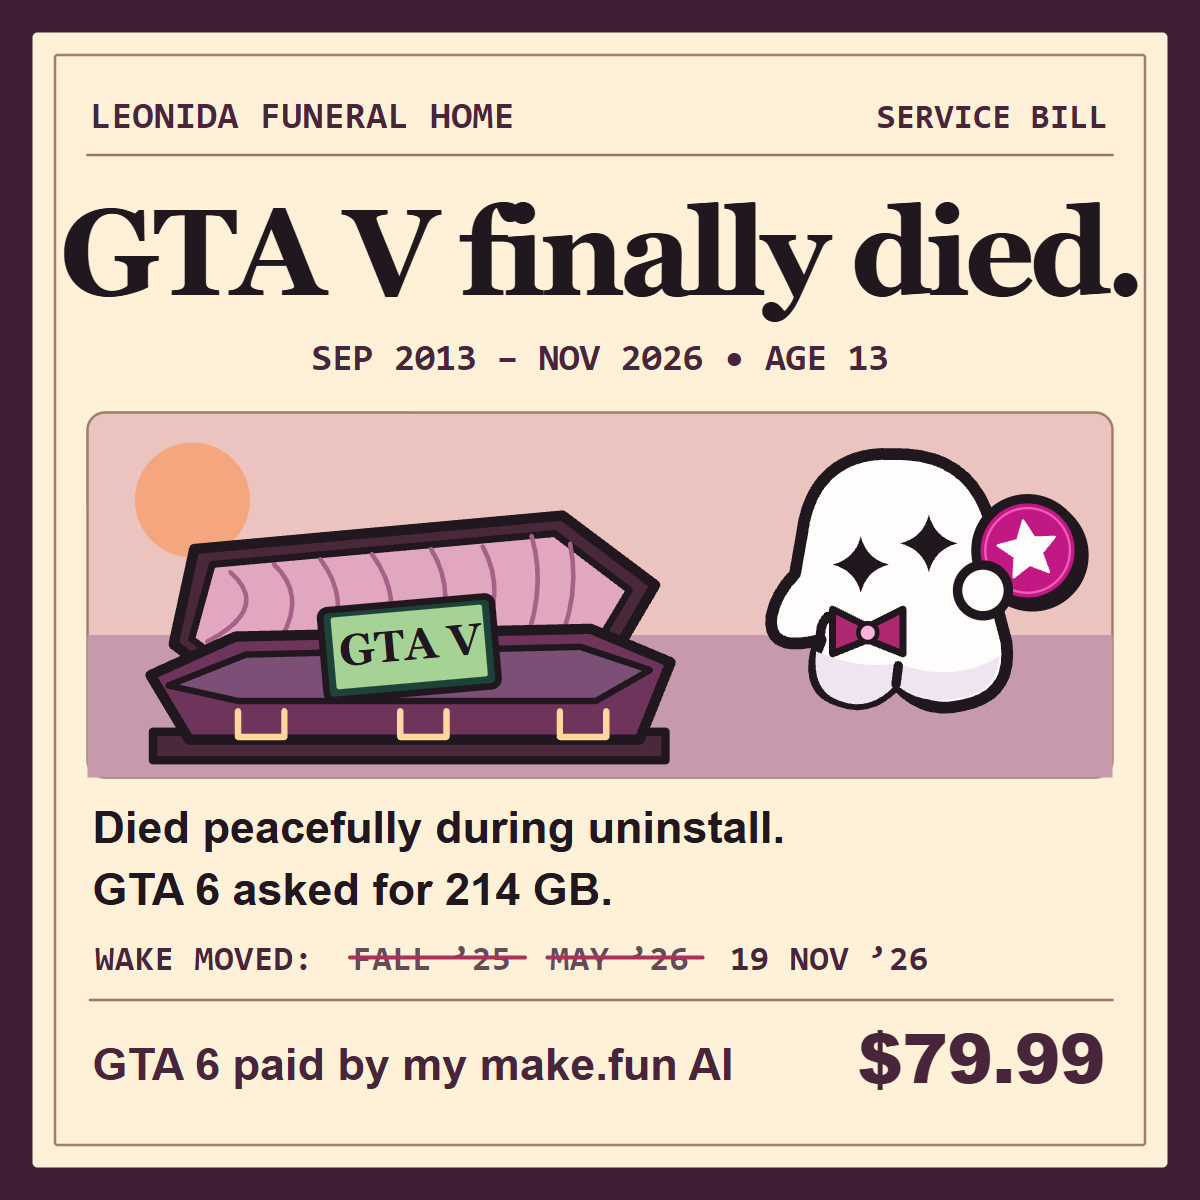 LEONIDA FUNERAL HOME
SERVICE BILL
GTA V finally died.
SEP 2013 – NOV 2026 • AGE 13
GTA V
Died peacefully during uninstall.
GTA 6 asked for 214 GB.
WAKE MOVED: FALL ’25 MAY ’26 19 NOV ’26
GTA 6 paid by my make.fun AI
$79.99